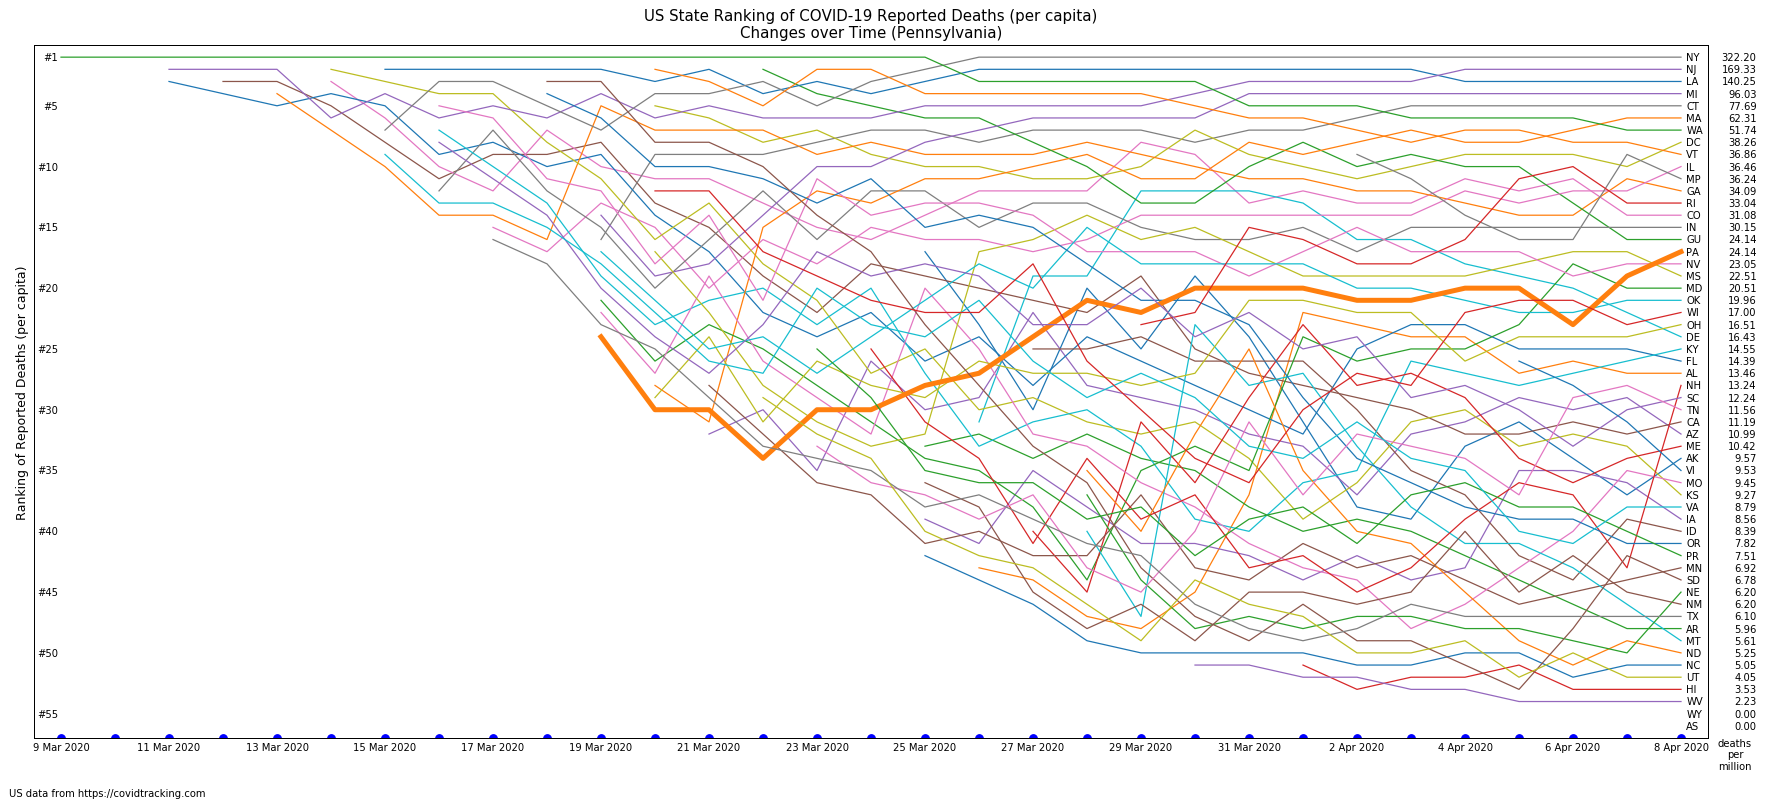 US State Ranking of COVID-19 Reported Deaths (per capita)
Changes over Time (Pennsylvania)
Ranking of Reported Deaths (per capita)
#1
#5
#10
#15
#20
#25
#30
#35
#40
#45
#50
#55
NY 322.20
NJ 169.33
LA 140.25
MI 96.03
CT 77.69
MA 62.31
WA 51.74
DC 38.26
VT 36.86
IL 36.46
MP 36.24
GA 34.09
RI 33.04
CO 31.08
IN 30.15
GU 24.14
PA 24.14
NV 23.05
MS 22.51
MD 20.51
OK 19.96
WI 17.00
OH 16.51
DE 16.43
KY 14.55
FL 14.39
AL 13.46
NH 13.24
SC 12.24
TN 11.56
CA 11.19
AZ 10.99
ME 10.42
AK 9.57
VI 9.53
MO 9.45
KS 9.27
VA 8.79
IA 8.56
ID 8.39
OR 7.82
PR 7.51
MN 6.92
SD 6.78
NE 6.20
NM 6.20
TX 6.10
AR 5.96
MT 5.61
ND 5.25
NC 5.05
UT 4.05
HI 3.53
WV 2.23
WY 0.00
AS 0.00
9 Mar 2020 11 Mar 2020 13 Mar 2020 15 Mar 2020 17 Mar 2020 19 Mar 2020 21 Mar 2020 23 Mar 2020 25 Mar 2020 27 Mar 2020 29 Mar 2020 31 Mar 2020 2 Apr 2020 4 Apr 2020 6 Apr 2020 8 Apr 2020
deaths
per
million
US data from https://covidtracking.com